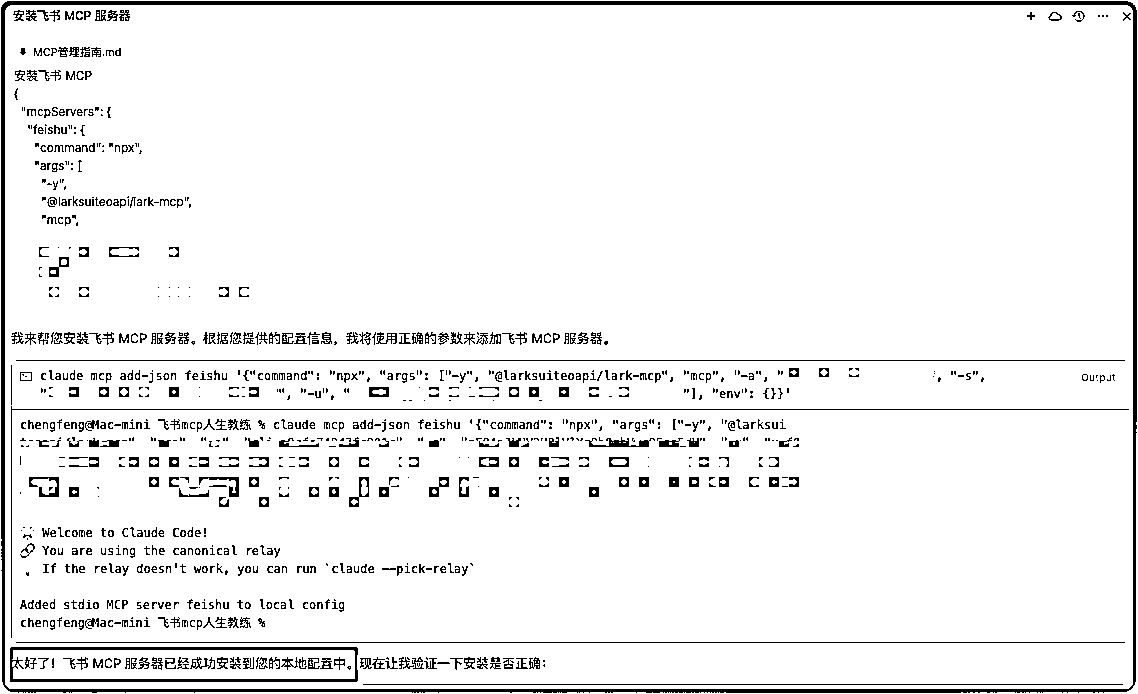 安装飞书 MCP 服务器
MCP管理指南.md
安装飞书 MCP
{
"mcpServers": {
"feishu": {
"command": "npx",
"args": [
"-y",
"@larksuiteoapi/lark-mcp",
"mcp",
我来帮您安装飞书 MCP 服务器。根据您提供的配置信息，我将使用正确的参数来添加飞书 MCP 服务器。
claude mcp add-json feishu '{"command": "npx", "args": ["-y", "@larksuiteoapi/lark-mcp", "mcp", "-a", " , "-s",
Output
" "', "-u", " "], "env": {}}'
chengfeng@Mac-mini 飞书mcp人生教练 % claude mcp add-json feishu '{"command": "npx", "args": ["-y", "@larksui
Welcome to Claude Code!
You are using the canonical relay
If the relay doesn't work, you can run `claude --pick-relay`
Added stdio MCP server feishu to local config
chengfeng@Mac-mini 飞书mcp人生教练 %
太好了！飞书 MCP 服务器已经成功安装到您的本地配置中。现在让我验证一下安装是否正确：